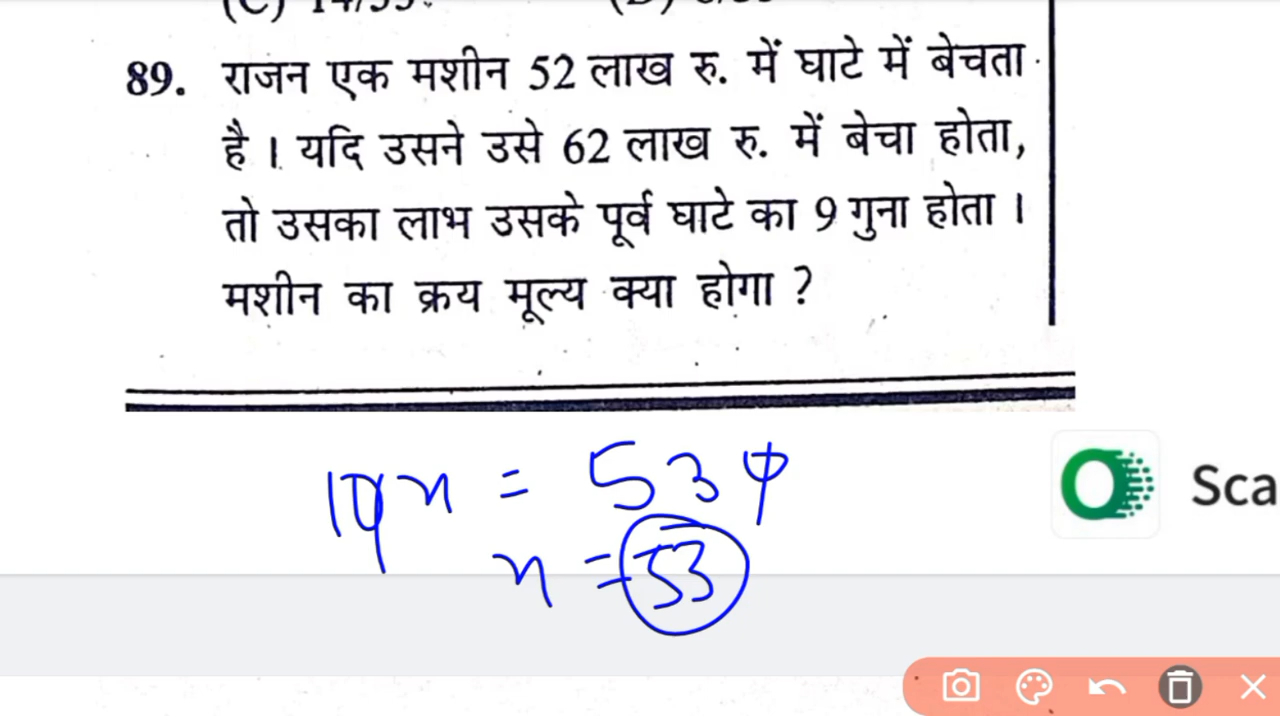 89. राजन एक मशीन 52 लाख रु. में घाटे में बेचता
है । यदि उसने उसे 62 लाख रु. में बेचा होता,
तो उसका लाभ उसके पूर्व घाटे का 9 गुना होता ।
मशीन का क्रय मूल्य क्या होगा ?
10x = 530
x = 53
Sca